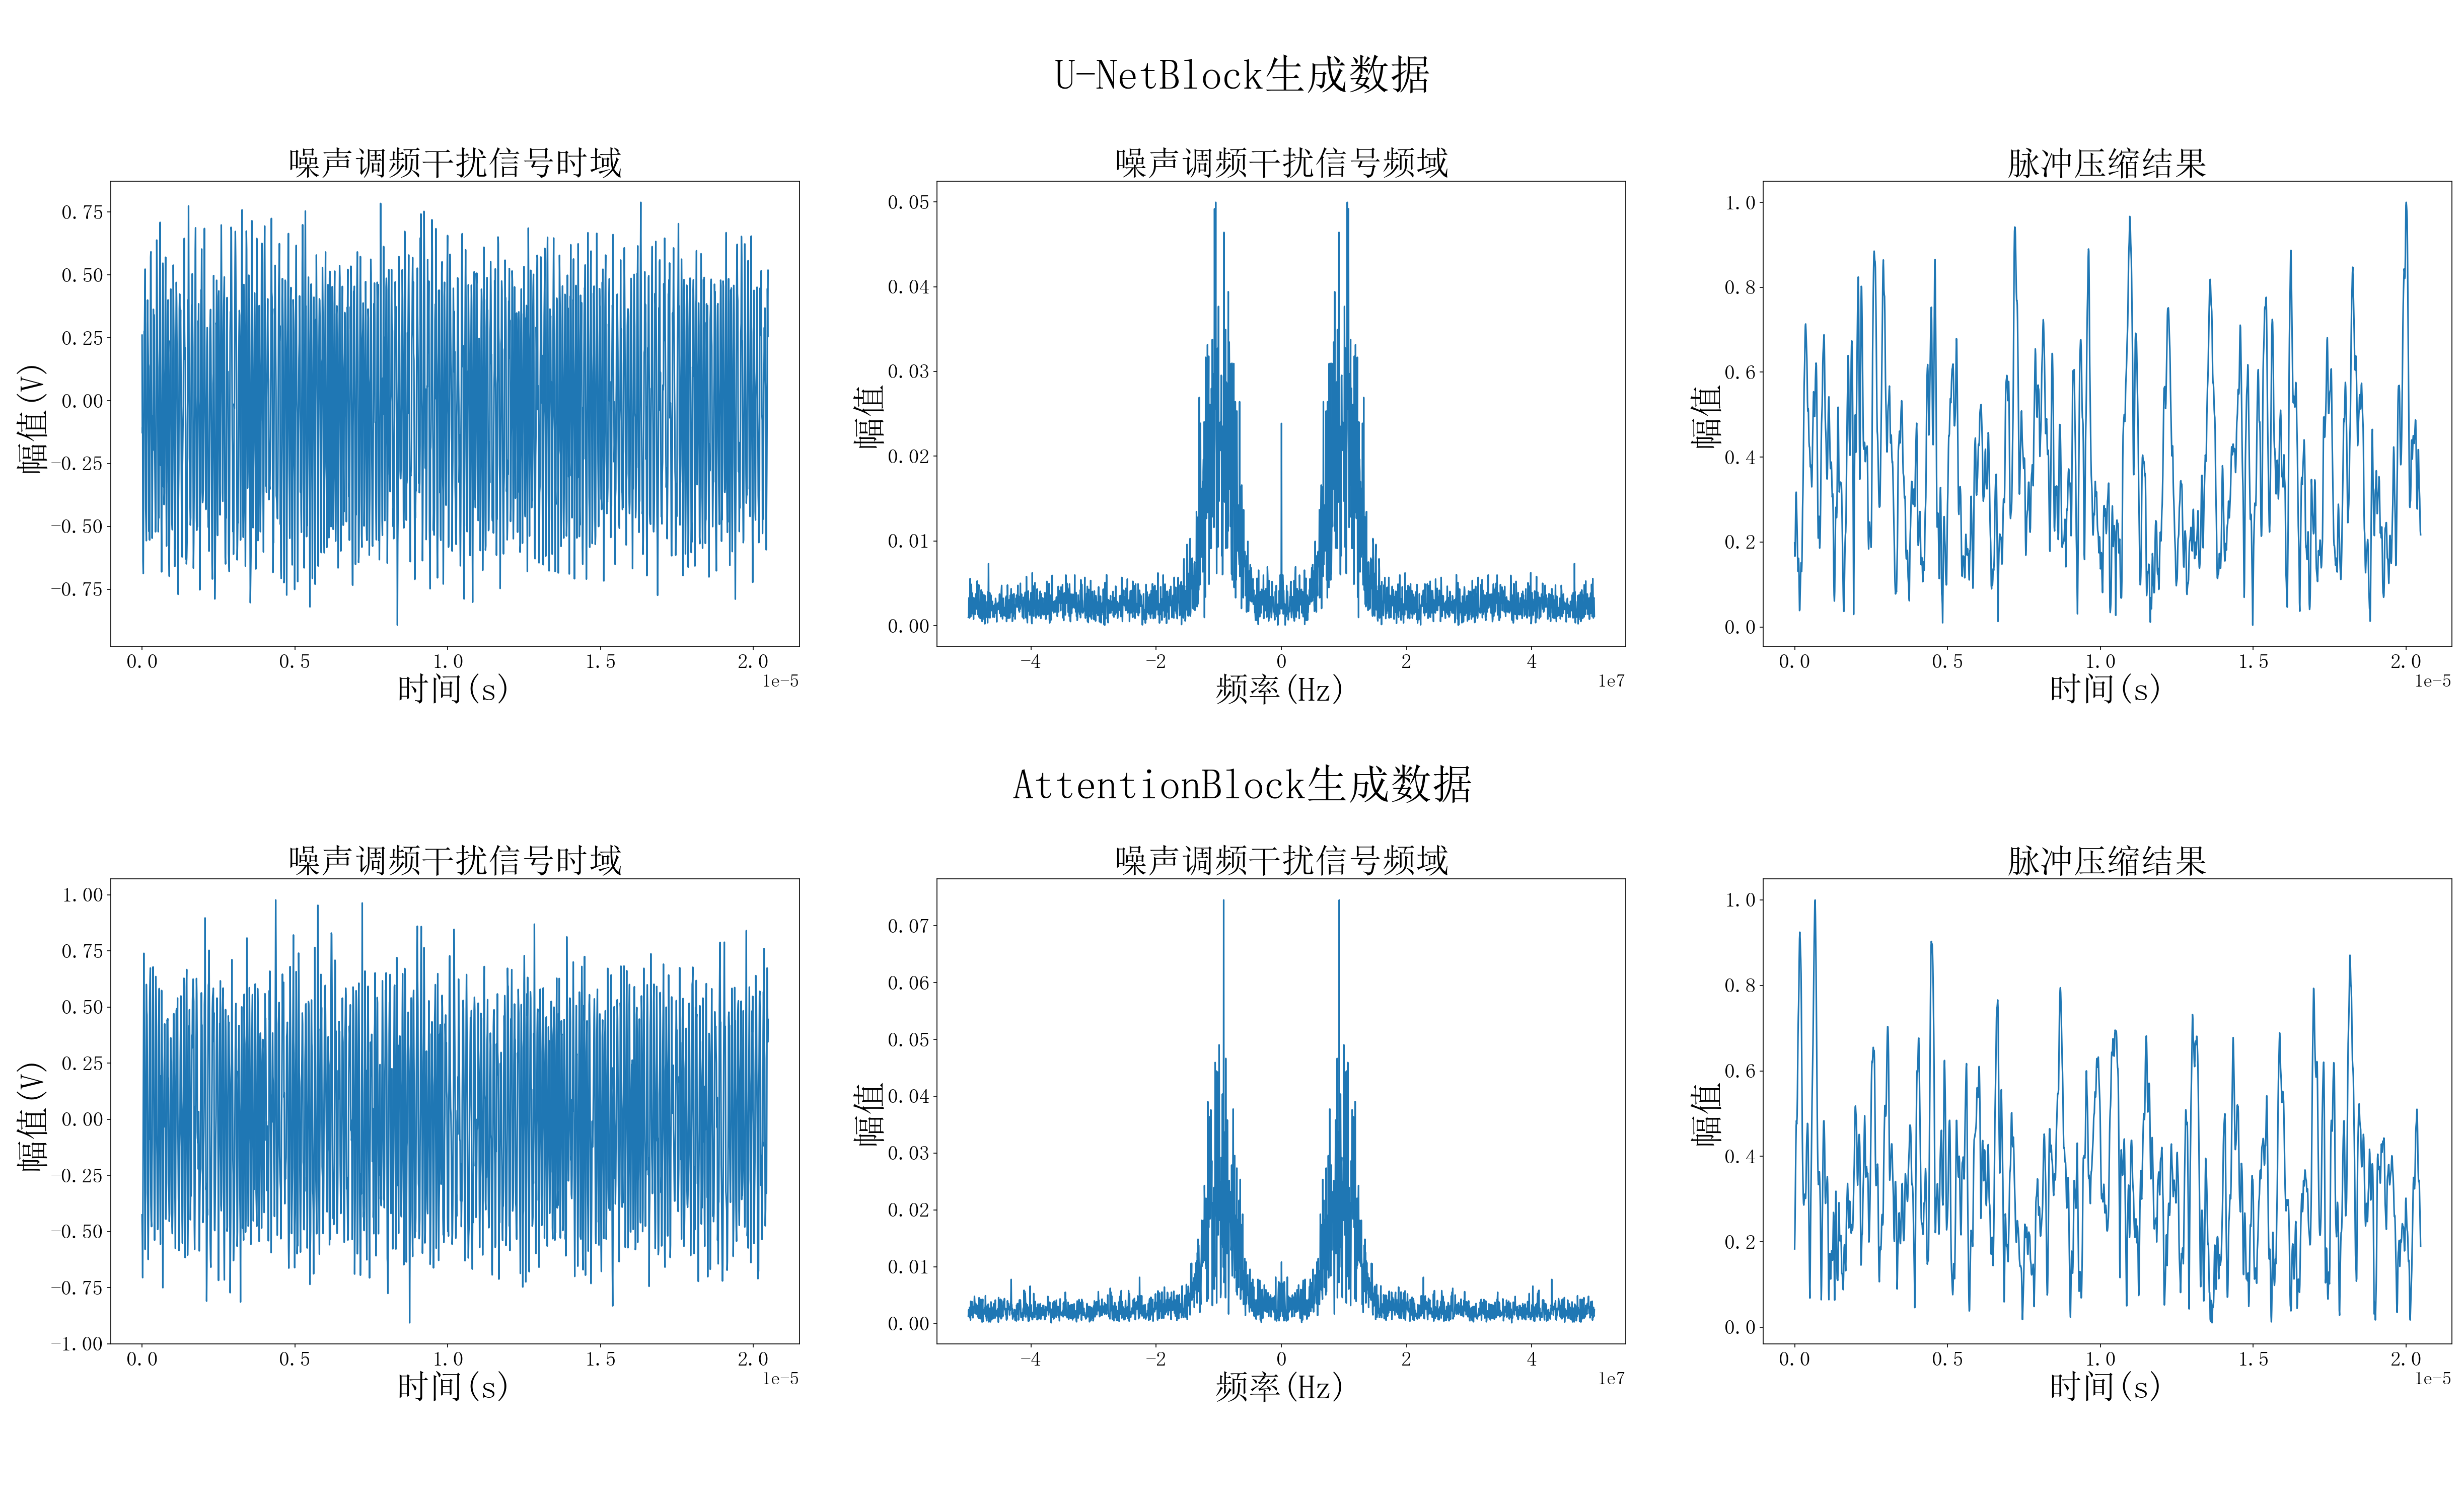 U-NetBlock生成数据
噪声调频干扰信号时域
噪声调频干扰信号频域
脉冲压缩结果
幅值(V)
0.75
0.50
0.25
0.00
-0.25
-0.50
-0.75
0.0 0.5 1.0 1.5 2.0
1e-5
时间(s)
幅值
0.05
0.04
0.03
0.02
0.01
0.00
-4 -2 0 2 4
1e7
频率(Hz)
幅值
1.0
0.8
0.6
0.4
0.2
0.0
0.0 0.5 1.0 1.5 2.0
1e-5
时间(s)
AttentionBlock生成数据
噪声调频干扰信号时域
噪声调频干扰信号频域
脉冲压缩结果
幅值(V)
1.00
0.75
0.50
0.25
0.00
-0.25
-0.50
-0.75
-1.00
0.0 0.5 1.0 1.5 2.0
1e-5
时间(s)
幅值
0.07
0.06
0.05
0.04
0.03
0.02
0.01
0.00
-4 -2 0 2 4
1e7
频率(Hz)
幅值
1.0
0.8
0.6
0.4
0.2
0.0
0.0 0.5 1.0 1.5 2.0
1e-5
时间(s)